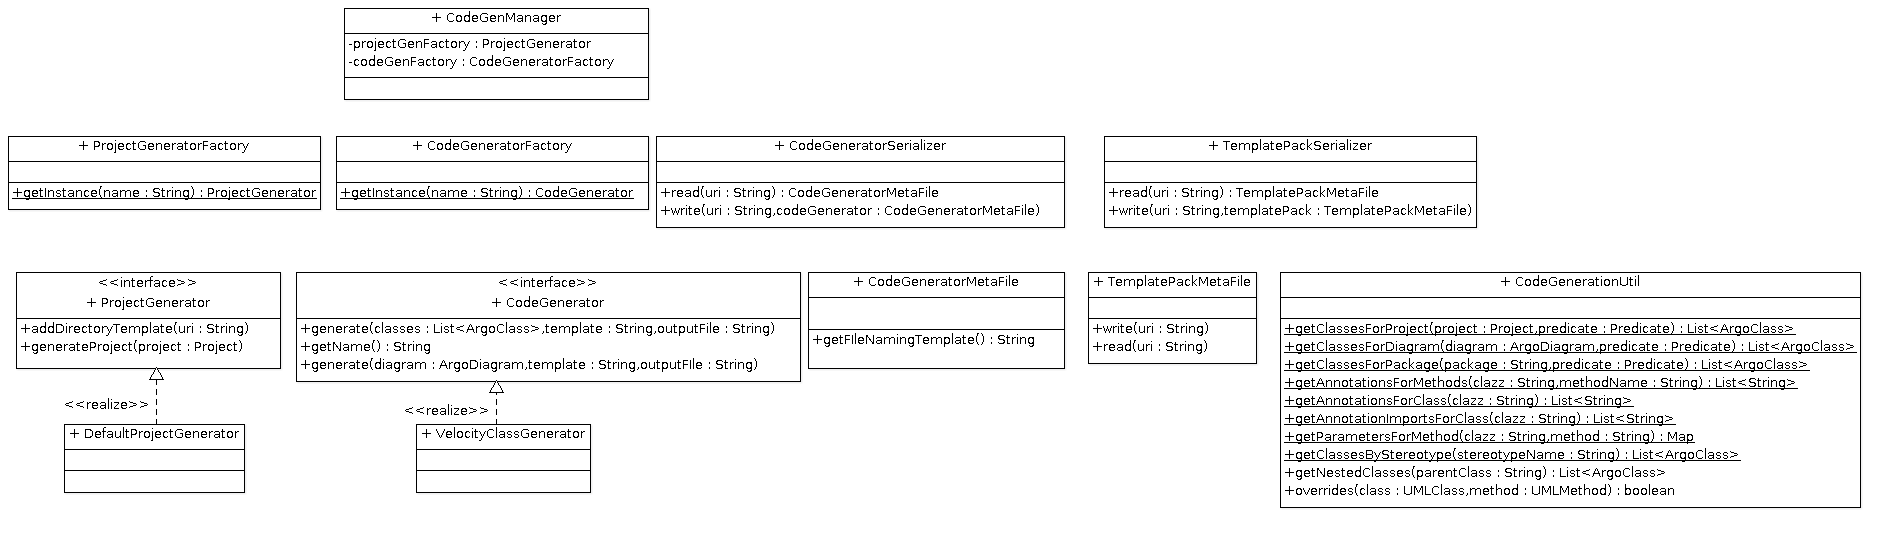 + CodeGenManager
-projectGenFactory : ProjectGenerator
-codeGenFactory : CodeGeneratorFactory
+ ProjectGeneratorFactory
+getInstance(name : String) : ProjectGenerator
+ CodeGeneratorFactory
+getInstance(name : String) : CodeGenerator
+ CodeGeneratorSerializer
+read(uri : String) : CodeGeneratorMetaFile
+write(uri : String,codeGenerator : CodeGeneratorMetaFile)
+ TemplatePackSerializer
+read(uri : String) : TemplatePackMetaFile
+write(uri : String,templatePack : TemplatePackMetaFile)
<<interface>>
+ ProjectGenerator
+addDirectoryTemplate(uri : String)
+generateProject(project : Project)
<<interface>>
+ CodeGenerator
+generate(classes : List<ArgoClass>,template : String,outputFile : String)
+getName() : String
+generate(diagram : ArgoDiagram,template : String,outputFile : String)
+ CodeGeneratorMetaFile
+getFileNamingTemplate() : String
+ TemplatePackMetaFile
+write(uri : String)
+read(uri : String)
+ CodeGenerationUtil
+getClassesForProject(project : Project,predicate : Predicate) : List<ArgoClass>
+getClassesForDiagram(diagram : ArgoDiagram,predicate : Predicate) : List<ArgoClass>
+getClassesForPackage(package : String,predicate : Predicate) : List<ArgoClass>
+getAnnotationsForMethods(clazz : String,methodName : String) : List<String>
+getAnnotationsForClass(clazz : String) : List<String>
+getAnnotationImportsForClass(clazz : String) : List<String>
+getParametersForMethod(clazz : String,method : String) : Map
+getClassesByStereotype(stereotypeName : String) : List<ArgoClass>
+getNestedClasses(parentClass : String) : List<ArgoClass>
+overrides(class : UMLClass,method : UMLMethod) : boolean
<<realize>>
<<realize>>
+ DefaultProjectGenerator
+ VelocityClassGenerator